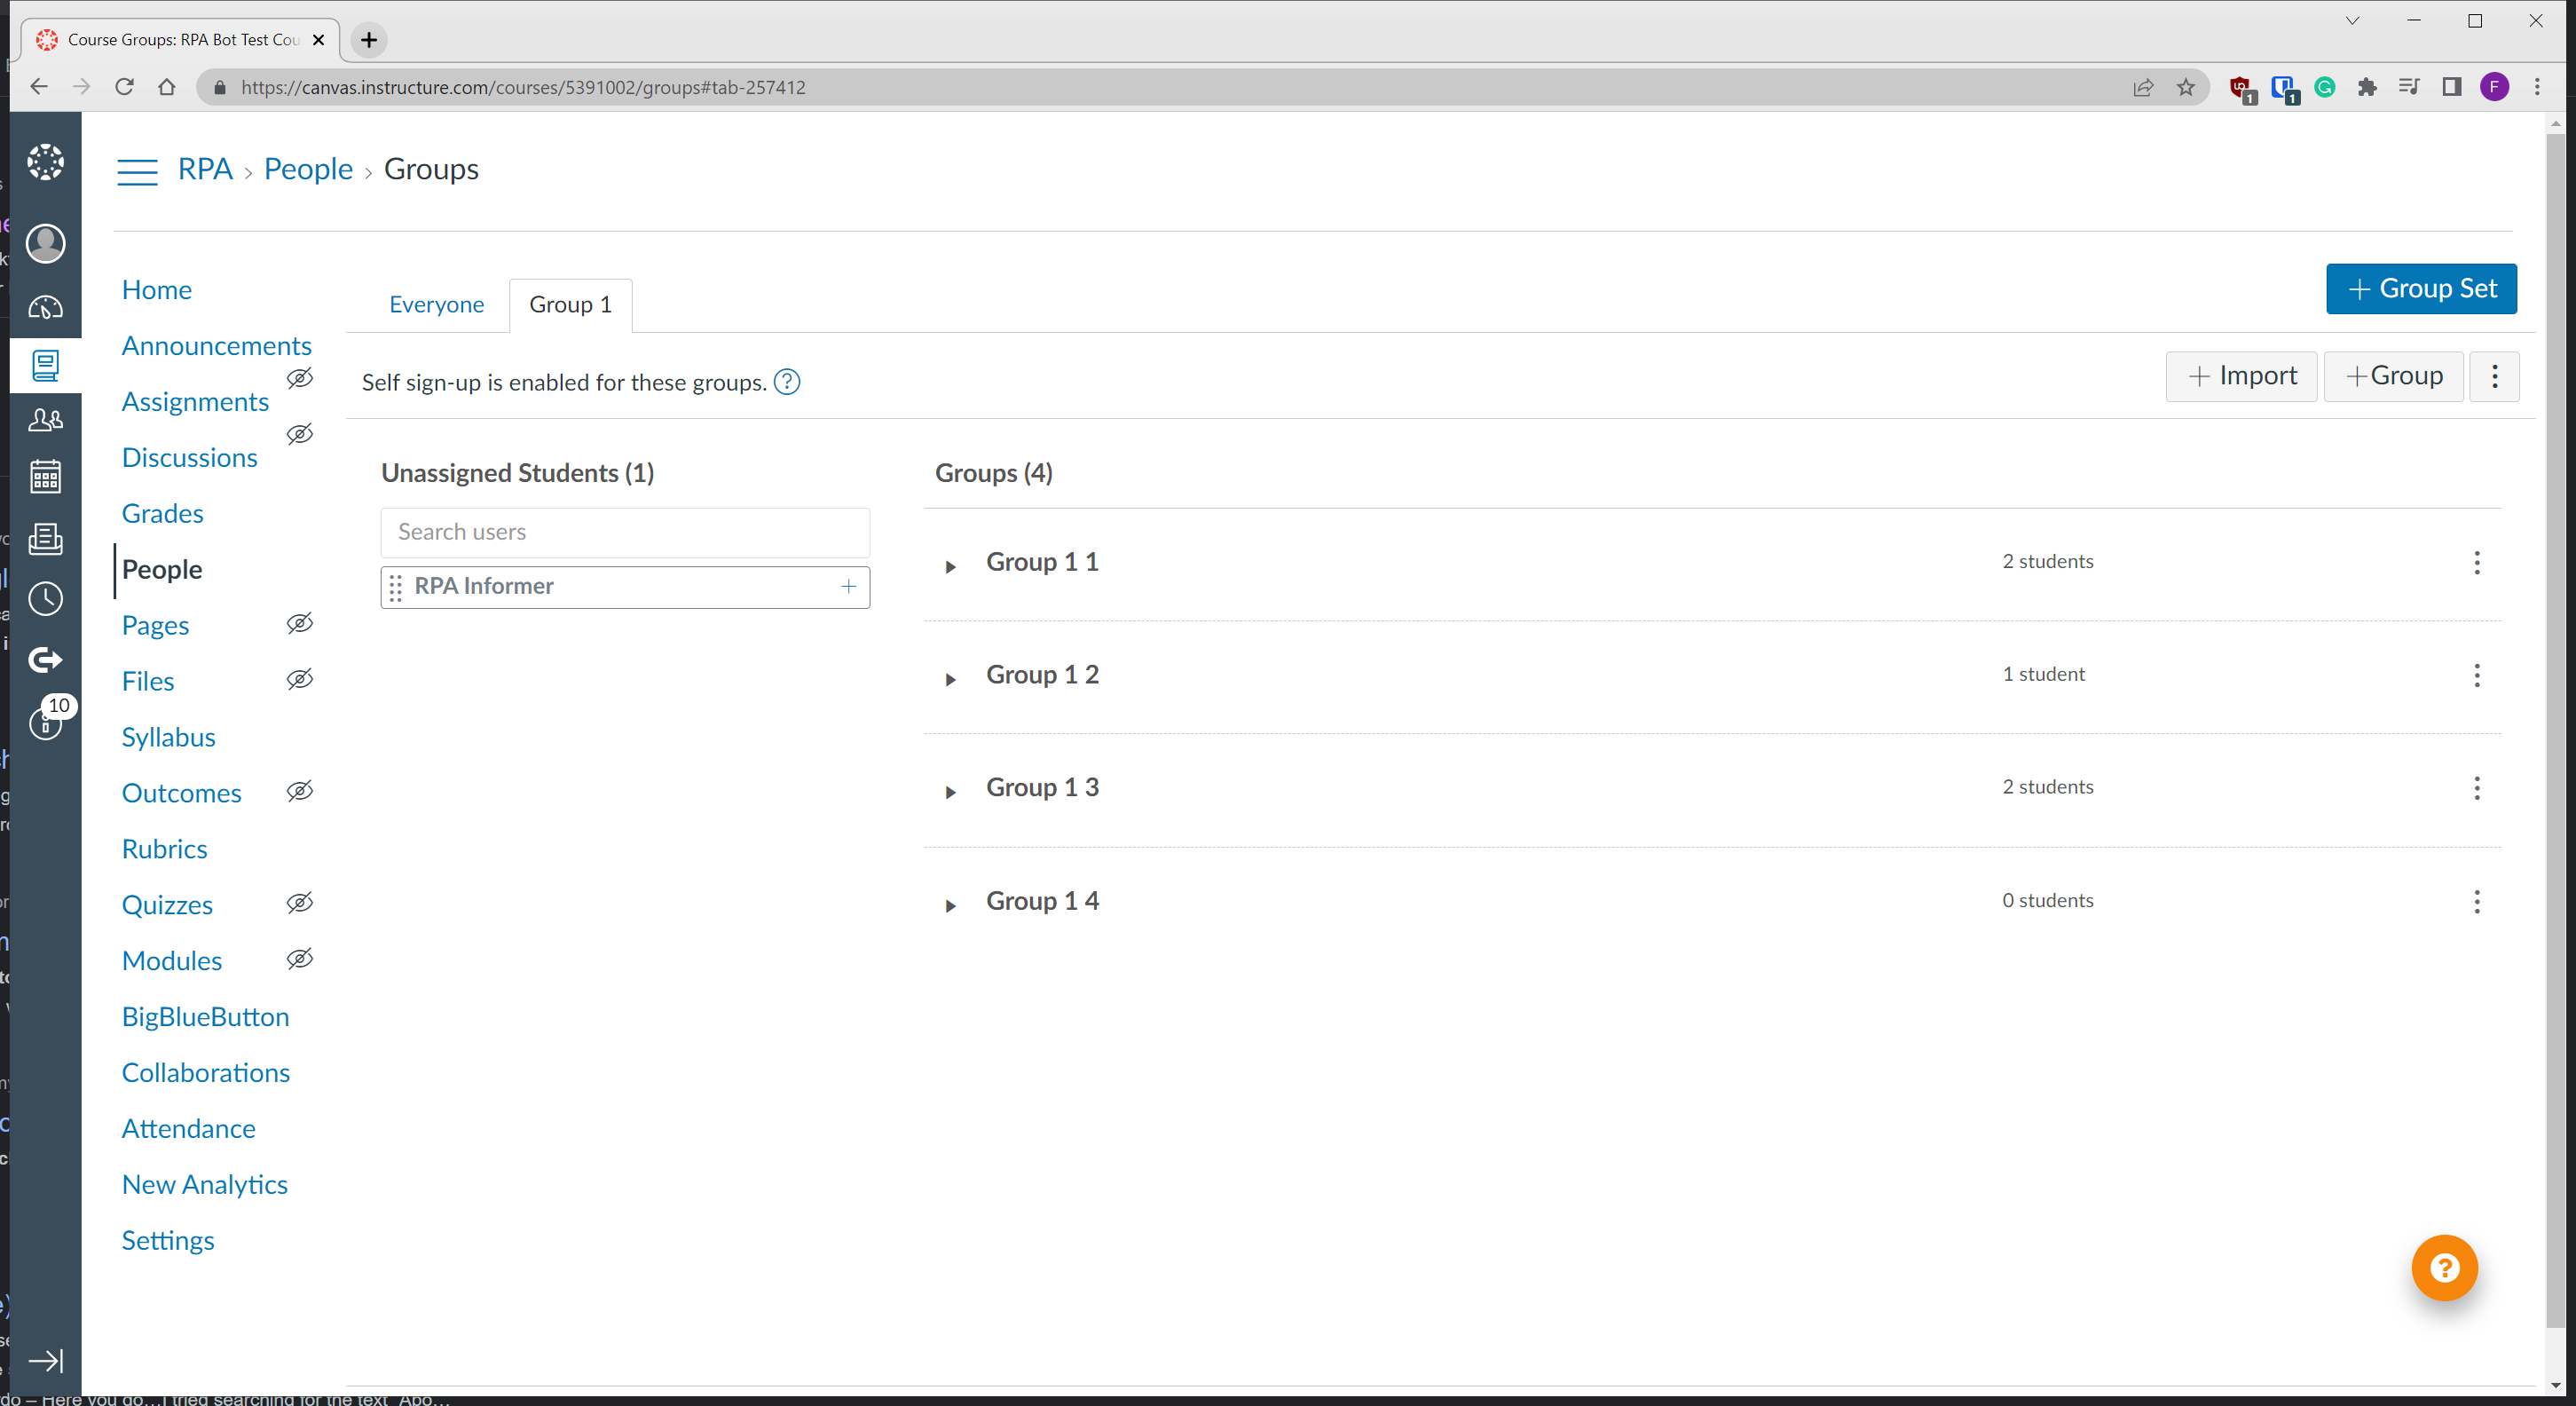 Course Groups: RPA Bot Test Cou
https://canvas.instructure.com/courses/5391002/groups#tab-257412
1
1
F
RPA › People › Groups
Home
Announcements
Assignments
Discussions
Grades
People
Pages
Files
Syllabus
Outcomes
Rubrics
Quizzes
Modules
BigBlueButton
Collaborations
Attendance
New Analytics
Settings
10
Everyone
Group 1
+ Group Set
Self sign-up is enabled for these groups. ?
+ Import
+Group
Unassigned Students (1)
Search users
RPA Informer +
Groups (4)
Group 1 1 2 students
Group 1 2 1 student
Group 1 3 2 students
Group 1 4 0 students
?
do – Here you go…I tried searching for the text